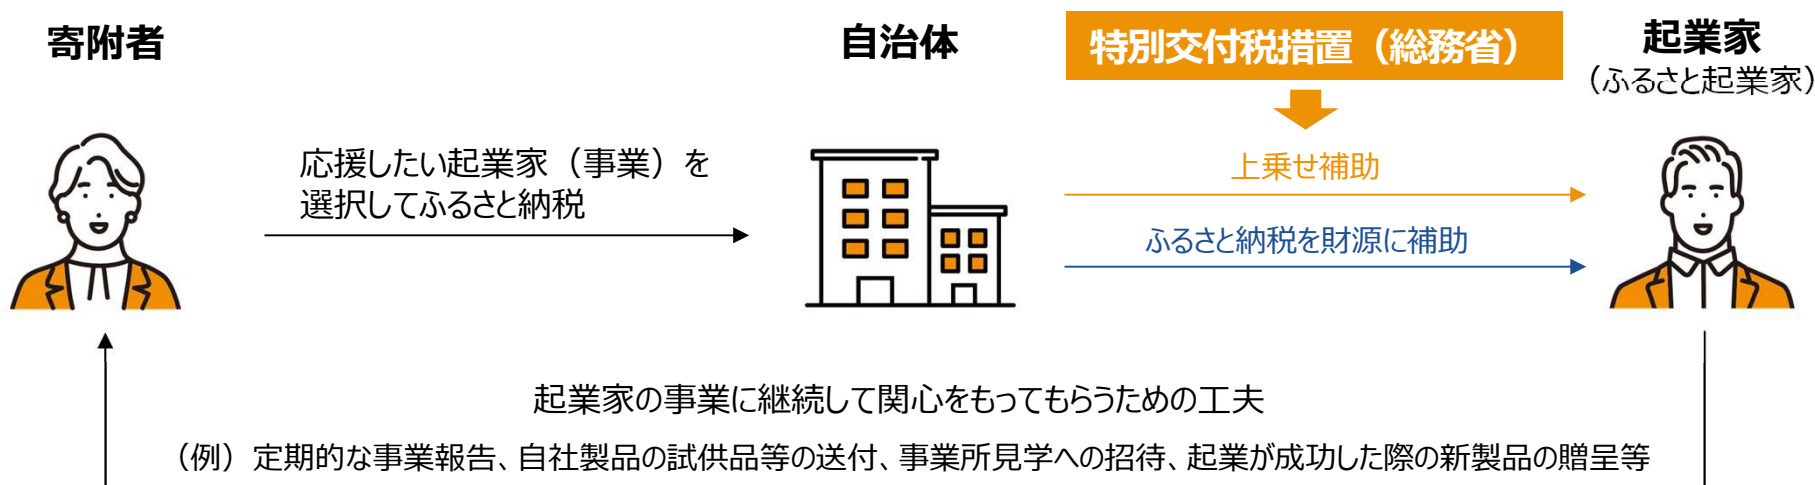 寄附者
自治体
特別交付税措置（総務省）
起業家
（ふるさと起業家）
応援したい起業家（事業）を
選択してふるさと納税
上乗せ補助
ふるさと納税を財源に補助
起業家の事業に継続して関心をもってもらうための工夫
（例）定期的な事業報告、自社製品の試供品等の送付、事業所見学への招待、起業が成功した際の新製品の贈呈等